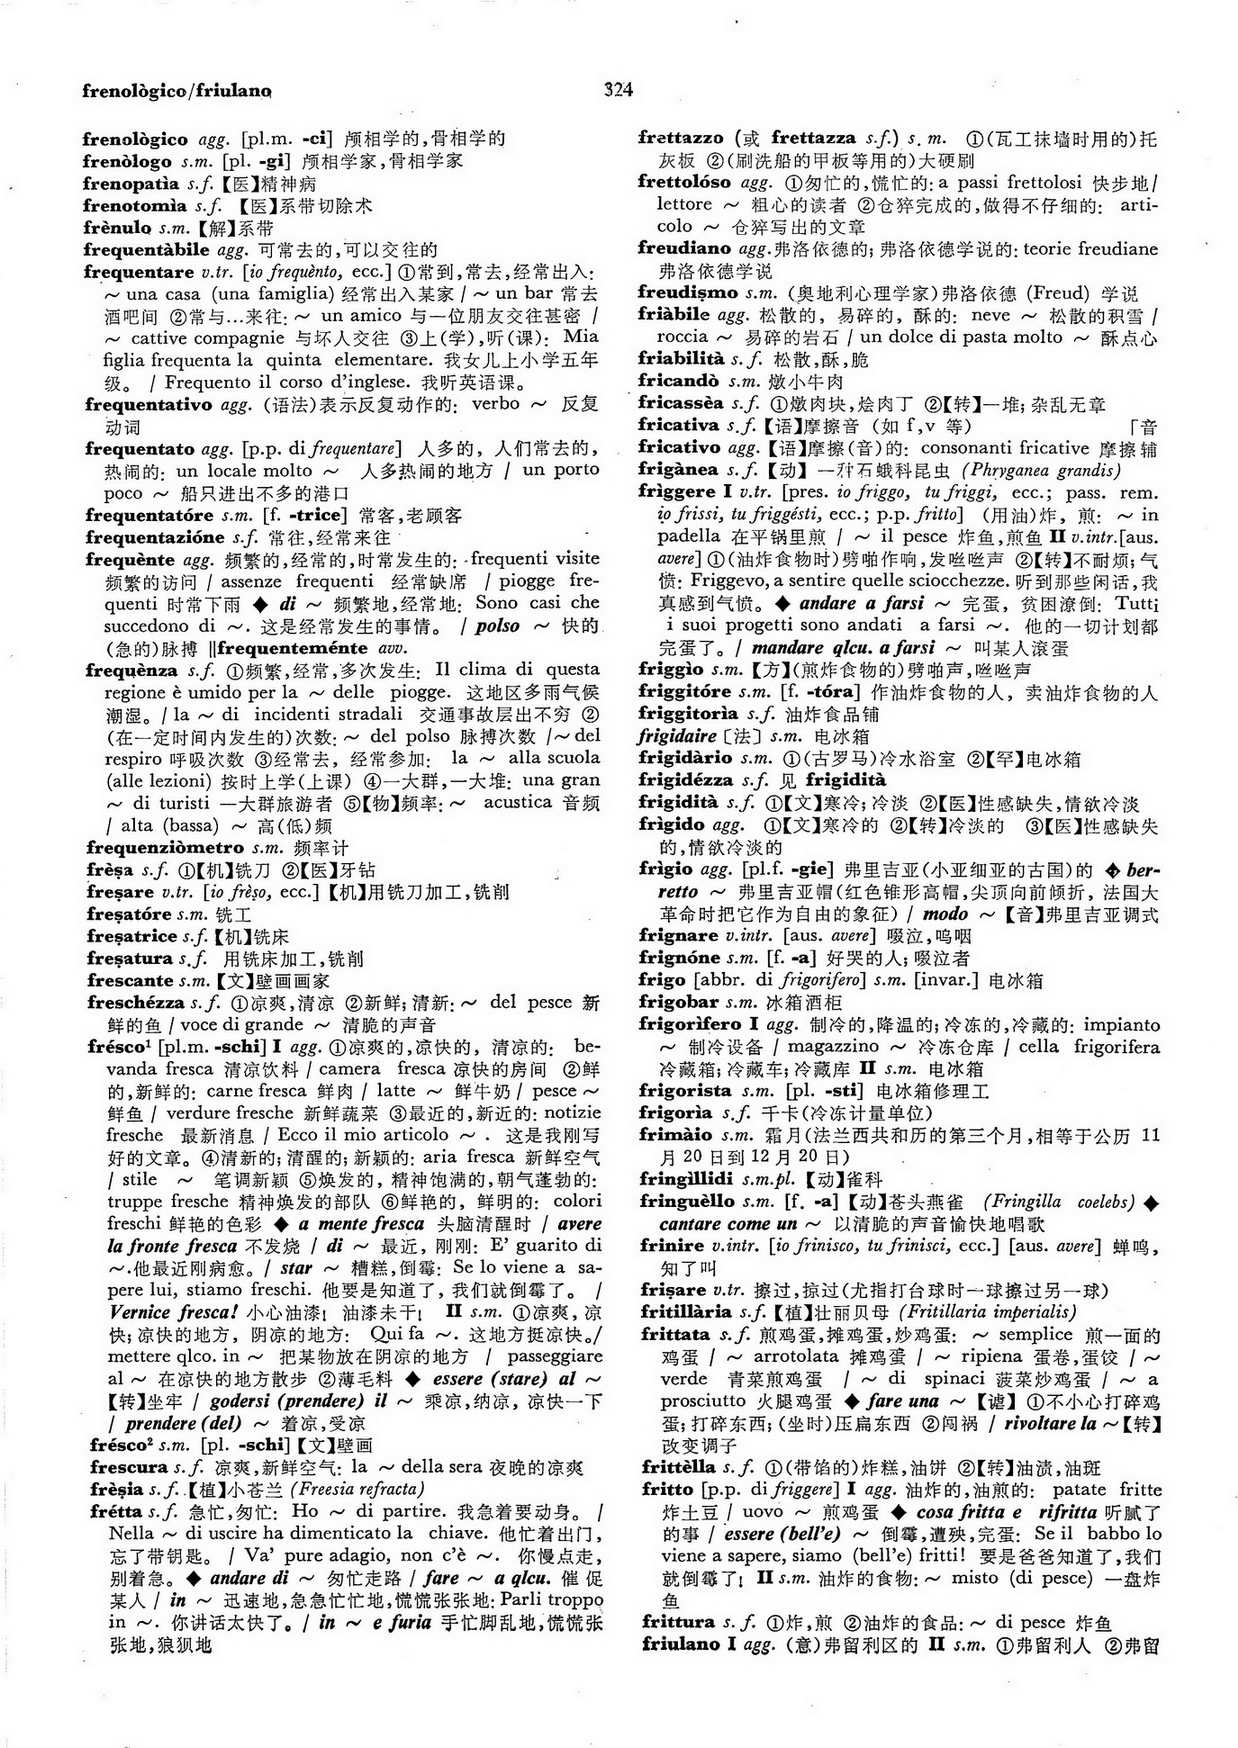 frenològico/friulano
324
frenològico agg. [pl.m. -ci] 颅相学的,骨相学的
frenòlogo s.m. [pl. -gi] 颅相学家,骨相学家
frenopatìa s.f.【医】精神病
frenotomìa s.f. 【医】系带切除术
frènulo s.m.【解】系带
frequentàbile agg. 可常去的,可以交往的
frequentare v.tr. [io frequènto, ecc.] ①常到,常去,经常出入:
~ una casa (una famiglia) 经常出入某家 / ~ un bar 常去
酒吧间 ②常与…来往: ~ un amico 与一位朋友交往甚密 /
~ cattive compagnie 与坏人交往 ③上(学),听(课): Mia
figlia frequenta la quinta elementare. 我女儿上小学五年
级。 / Frequento il corso d'inglese. 我听英语课。
frequentativo agg. (语法)表示反复动作的: verbo ~ 反复
动词
frequentato agg. [p.p. di frequentare] 人多的, 人们常去的,
热闹的: un locale molto ~ 人多热闹的地方 / un porto
poco ~ 船只进出不多的港口
frequentatóre s.m. [f. -trice] 常客,老顾客
frequentazióne s.f. 常往,经常来往
frequènte agg. 频繁的,经常的,时常发生的: frequenti visite
频繁的访问 / assenze frequenti 经常缺席 / piogge fre-
quenti 时常下雨 ◆ di ~ 频繁地,经常地: Sono casi che
succedono di ~. 这是经常发生的事情。 / polso ~ 快的
(急的)脉搏 ‖frequenteménte avv.
frequènza s.f. ①频繁,经常,多次发生: Il clima di questa
regione è umido per la ~ delle piogge. 这地区多雨气候
潮湿。/ la ~ di incidenti stradali 交通事故层出不穷 ②
(在一定时间内发生的)次数: ~ del polso 脉搏次数 /~ del
respiro 呼吸次数 ③经常去, 经常参加: la ~ alla scuola
(alle lezioni) 按时上学(上课) ④一大群,一大堆: una gran
~ di turisti 一大群旅游者 ⑤【物】频率: ~ acustica 音频
/ alta (bassa) ~ 高(低)频
frequenziòmetro s.m. 频率计
frèṣa s.f. ①【机】铣刀 ②【医】牙钻
freṣare v.tr. [io frèṣo, ecc.]【机】用铣刀加工,铣削
freṣatóre s.m. 铣工
freṣatrice s.f.【机】铣床
freṣatura s.f. 用铣床加工,铣削
frescante s.m.【文】壁画画家
freschézza s.f. ①凉爽,清凉 ②新鲜; 清新: ~ del pesce 新
鲜的鱼 / voce di grande ~ 清脆的声音
frésco¹ [pl.m. -schi] I agg. ①凉爽的,凉快的, 清凉的: be-
vanda fresca 清凉饮料 / camera fresca 凉快的房间 ②鲜
的,新鲜的: carne fresca 鲜肉 / latte ~ 鲜牛奶 / pesce ~
鲜鱼 / verdure fresche 新鲜蔬菜 ③最近的,新近的: notizie
fresche 最新消息 / Ecco il mio articolo ~ . 这是我刚写
好的文章。④清新的; 清醒的; 新颖的: aria fresca 新鲜空气
/ stile ~ 笔调新颖 ⑤焕发的, 精神饱满的,朝气蓬勃的:
truppe fresche 精神焕发的部队 ⑥鲜艳的, 鲜明的: colori
freschi 鲜艳的色彩 ◆ a mente fresca 头脑清醒时 / avere
la fronte fresca 不发烧 / di ~ 最近, 刚刚: E' guarito di
~.他最近刚病愈。/ star ~ 糟糕,倒霉: Se lo viene a sa-
pere lui, stiamo freschi. 他要是知道了, 我们就倒霉了。 /
Vernice fresca! 小心油漆! 油漆未干! II s.m. ①凉爽, 凉
快; 凉快的地方, 阴凉的地方: Qui fa ~. 这地方挺凉快。/
mettere qlco. in ~ 把某物放在阴凉的地方 / passeggiare
al ~ 在凉快的地方散步 ②薄毛料 ◆ essere (stare) al ~
【转】坐牢 / godersi (prendere) il ~ 乘凉,纳凉, 凉快一下
/ prendere (del) ~ 着凉,受凉
frésco² s.m. [pl. -schi]【文】壁画
frescura s.f. 凉爽,新鲜空气: la ~ della sera 夜晚的凉爽
frèṣia s.f.【植】小苍兰 (Freesia refracta)
frétta s.f. 急忙,匆忙: Ho ~ di partire. 我急着要动身。 /
Nella ~ di uscire ha dimenticato la chiave. 他忙着出门,
忘了带钥匙。 / Va' pure adagio, non c'è ~. 你慢点走,
别着急。◆ andare di ~ 匆忙走路 / fare ~ a qlcu. 催 促
某人 / in ~ 迅速地,急急忙忙地,慌慌张张地: Parli troppo
in ~. 你讲话太快了。/ in ~ e furia 手忙脚乱地,慌慌张
张地,狼狈地
frettazzo (或 frettazza s.f.) s.m. ①(瓦工抹墙时用的)托
灰板 ②(刷洗船的甲板等用的)大硬刷
frettolóso agg. ①匆忙的,慌忙的: a passi frettolosi 快步地/
lettore ~ 粗心的读者 ②仓猝完成的,做得不仔细的: arti-
colo ~ 仓猝写出的文章
freudiano agg.弗洛依德的; 弗洛依德学说的: teorie freudiane
弗洛依德学说
freudiṣmo s.m. (奥地利心理学家)弗洛依德 (Freud) 学说
friàbile agg. 松散的, 易碎的, 酥的: neve ~ 松散的积雪 /
roccia ~ 易碎的岩石 / un dolce di pasta molto ~ 酥点心
friabilità s.f. 松散,酥,脆
fricandò s.m. 燉小牛肉
fricassèa s.f. ①燉肉块,烩肉丁 ②【转】一堆; 杂乱无章
fricativa s.f.【语】摩擦音 (如 f,v 等) 「音
fricativo agg.【语】摩擦(音)的: consonanti fricative 摩擦辅
frigànea s.f.【动】 一种石蛾科昆虫 (Phryganea grandis)
frìggere I v.tr. [pres. io friggo, tu friggi, ecc.; pass. rem.
io frissi, tu friggésti, ecc.; p.p. fritto] (用油)炸, 煎: ~ in
padella 在平锅里煎 / ~ il pesce 炸鱼,煎鱼 II v.intr.[aus.
avere] ①(油炸食物时)劈啪作响,发咝咝声 ②【转】不耐烦; 气
愤: Friggevo, a sentire quelle sciocchezze. 听到那些闲话,我
真感到气愤。◆ andare a farsi ~ 完蛋, 贫困潦倒: Tutti
i suoi progetti sono andati a farsi ~. 他的一切计划都
完蛋了。/ mandare qlcu. a farsi ~ 叫某人滚蛋
friggìo s.m.【方】(煎炸食物的)劈啪声,咝咝声
friggitóre s.m. [f. -tóra] 作油炸食物的人, 卖油炸食物的人
friggitorìa s.f. 油炸食品铺
frigidaire〔法〕s.m. 电冰箱
frigidàrio s.m. ①(古罗马)冷水浴室 ②【罕】电冰箱
frigidézza s.f. 见 frigidità
frigidità s.f. ①【文】寒冷; 冷淡 ②【医】性感缺失,情欲冷淡
frìgido agg. ①【文】寒冷的 ②【转】冷淡的 ③【医】性感缺失
的,情欲冷淡的
frìgio agg. [pl.f. -gie] 弗里吉亚(小亚细亚的古国)的 ◆ ber-
retto ~ 弗里吉亚帽(红色锥形高帽,尖顶向前倾折, 法国大
革命时把它作为自由的象征) / modo ~【音】弗里吉亚调式
frignare v.intr. [aus. avere] 啜泣,呜咽
frignóne s.m. [f. -a] 好哭的人; 啜泣者
frigo [abbr. di frigorifero] s.m. [invar.] 电冰箱
frigobar s.m. 冰箱酒柜
frigorìfero I agg. 制冷的,降温的; 冷冻的,冷藏的: impianto
~ 制冷设备 / magazzino ~ 冷冻仓库 / cella frigorifera
冷藏箱; 冷藏车; 冷藏库 II s.m. 电冰箱
frigorista s.m. [pl. -sti] 电冰箱修理工
frigorìa s.f. 千卡(冷冻计量单位)
frimàio s.m. 霜月(法兰西共和历的第三个月,相等于公历 11
月 20 日到 12 月 20 日)
fringìllidi s.m.pl. 【动】雀科
fringuèllo s.m. [f. -a]【动】苍头燕雀 (Fringilla coelebs) ◆
cantare come un ~ 以清脆的声音愉快地唱歌
frinire v.intr. [io frinisco, tu frinisci, ecc.] [aus. avere] 蝉鸣,
知了叫
friṣare v.tr. 擦过,掠过(尤指打台球时一球擦过另一球)
fritillària s.f.【植】壮丽贝母 (Fritillaria imperialis)
frittata s.f. 煎鸡蛋,摊鸡蛋,炒鸡蛋: ~ semplice 煎一面的
鸡蛋 / ~ arrotolata 摊鸡蛋 / ~ ripiena 蛋卷,蛋饺 / ~
verde 青菜煎鸡蛋 / ~ di spinaci 菠菜炒鸡蛋 / ~ a
prosciutto 火腿鸡蛋 ◆ fare una ~【谑】①不小心打碎鸡
蛋; 打碎东西; (坐时)压扁东西 ②闯祸 / rivoltare la ~【转】
改变调子
frittèlla s.f. ①(带馅的)炸糕,油饼 ②【转】油渍,油斑
fritto [p.p. di friggere] I agg. 油炸的,油煎的: patate fritte
炸土豆 / uovo ~ 煎鸡蛋 ◆ cosa fritta e rifritta 听腻了
的事 / essere (bell'e) ~ 倒霉,遭殃,完蛋: Se il babbo lo
viene a sapere, siamo (bell'e) fritti! 要是爸爸知道了,我们
就倒霉了! II s.m. 油炸的食物: ~ misto (di pesce) 一盘炸
鱼
frittura s.f. ①炸,煎 ②油炸的食品: ~ di pesce 炸鱼
friulano I agg. (意)弗留利区的 II s.m. ①弗留利人 ②弗留